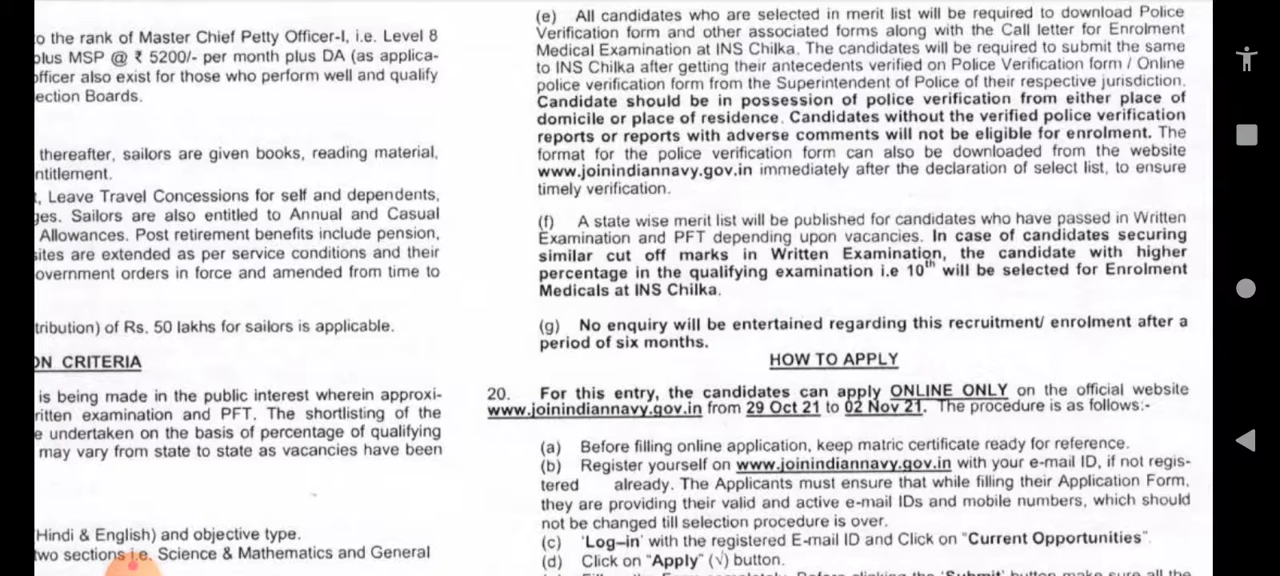 o the rank of Master Chief Petty Officer-I, i.e. Level 8
plus MSP @ ₹ 5200/- per month plus DA (as applica-
officer also exist for those who perform well and qualify
ection Boards.
thereafter, sailors are given books, reading material,
ntitlement.
, Leave Travel Concessions for self and dependents,
ges. Sailors are also entitled to Annual and Casual
Allowances. Post retirement benefits include pension,
sites are extended as per service conditions and their
overnment orders in force and amended from time to
tribution) of Rs. 50 lakhs for sailors is applicable.
ON CRITERIA
is being made in the public interest wherein approxi-
ritten examination and PFT. The shortlisting of the
e undertaken on the basis of percentage of qualifying
may vary from state to state as vacancies have been
Hindi & English) and objective type.
two sections i.e. Science & Mathematics and General
(e) All candidates who are selected in merit list will be required to download Police
Verification form and other associated forms along with the Call letter for Enrolment
Medical Examination at INS Chilka. The candidates will be required to submit the same
to INS Chilka after getting their antecedents verified on Police Verification form / Online
police verification form from the Superintendent of Police of their respective jurisdiction.
Candidate should be in possession of police verification from either place of
domicile or place of residence. Candidates without the verified police verification
reports or reports with adverse comments will not be eligible for enrolment. The
format for the police verification form can also be downloaded from the website
www.joinindiannavy.gov.in immediately after the declaration of select list, to ensure
timely verification.
(f) A state wise merit list will be published for candidates who have passed in Written
Examination and PFT depending upon vacancies. In case of candidates securing
similar cut off marks in Written Examination, the candidate with higher
percentage in the qualifying examination i.e 10th will be selected for Enrolment
Medicals at INS Chilka.
(g) No enquiry will be entertained regarding this recruitment/ enrolment after a
period of six months.
HOW TO APPLY
20. For this entry, the candidates can apply ONLINE ONLY on the official website
www.joinindiannavy.gov.in from 29 Oct 21 to 02 Nov 21. The procedure is as follows:-
(a) Before filling online application, keep matric certificate ready for reference.
(b) Register yourself on www.joinindiannavy.gov.in with your e-mail ID, if not regis-
tered already. The Applicants must ensure that while filling their Application Form,
they are providing their valid and active e-mail IDs and mobile numbers, which should
not be changed till selection procedure is over.
(c) 'Log–in' with the registered E-mail ID and Click on "Current Opportunities".
(d) Click on "Apply" (√) button.